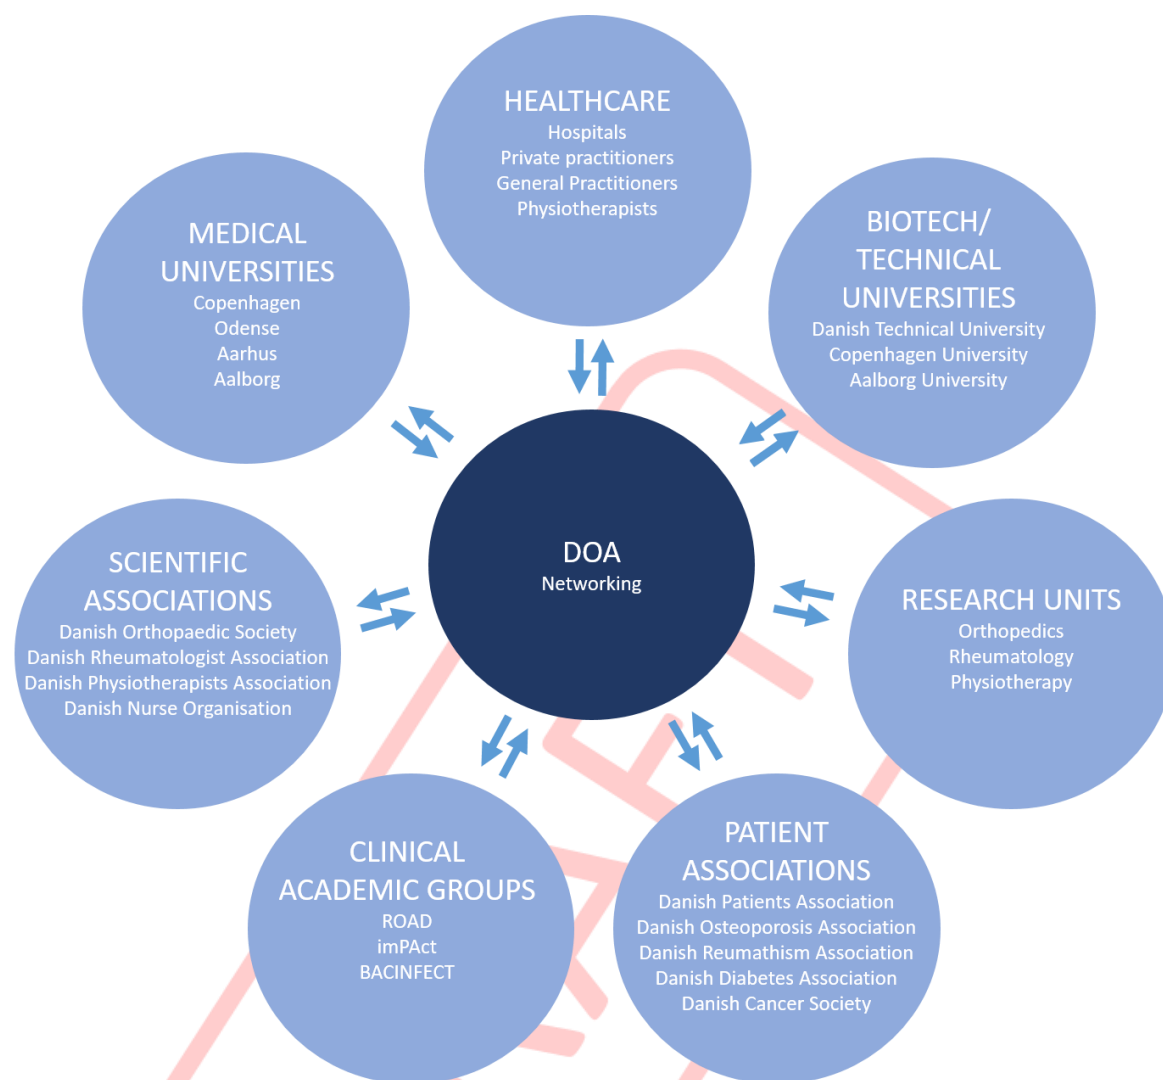 HEALTHCARE
Hospitals
Private practitioners
General Practitioners
Physiotherapists
MEDICAL
UNIVERSITIES
Copenhagen
Odense
Aarhus
Aalborg
BIOTECH/
TECHNICAL
UNIVERSITIES
Danish Technical University
Copenhagen University
Aalborg University
DOA
Networking
SCIENTIFIC
ASSOCIATIONS
Danish Orthopaedic Society
Danish Rheumatologist Association
Danish Physiotherapists Association
Danish Nurse Organisation
RESEARCH UNITS
Orthopedics
Rheumatology
Physiotherapy
CLINICAL
ACADEMIC GROUPS
ROAD
imPAct
BACINFECT
PATIENT
ASSOCIATIONS
Danish Patients Association
Danish Osteoporosis Association
Danish Reumathism Association
Danish Diabetes Association
Danish Cancer Society